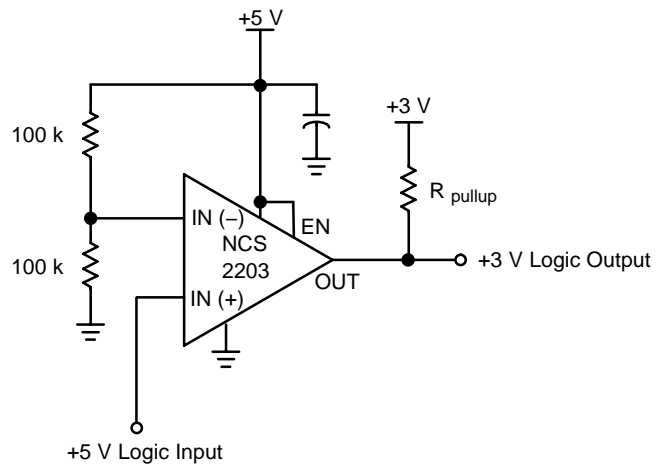 +5 V
+3 V
100 k
R pullup
IN (–)
EN
NCS
2203
100 k
+3 V Logic Output
OUT
IN (+)
+5 V Logic Input